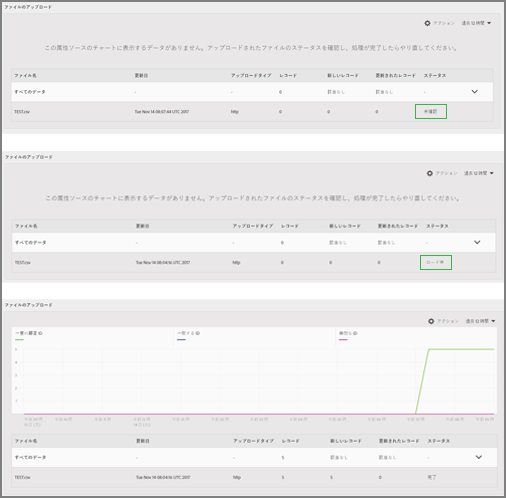 ファイルのアップロード
アクション 過去 12 時間
この属性ソースのチャートに表示するデータがありません。アップロードされたファイルのステータスを確認し、処理が完了したらやり直してください。
ファイル名 更新日 アップロードタイプ レコード 新しいレコード 更新されたレコード ステータス
すべてのデータ - - 0 該当なし 該当なし -
TEST.csv Tue Nov 14 08:07:44 UTC 2017 http 0 0 0 未確認
ファイルのアップロード
アクション 過去 12 時間
この属性ソースのチャートに表示するデータがありません。アップロードされたファイルのステータスを確認し、処理が完了したらやり直してください。
ファイル名 更新日 アップロードタイプ レコード 新しいレコード 更新されたレコード ステータス
すべてのデータ - - 0 該当なし 該当なし -
TEST.csv Tue Nov 14 08:04:16 UTC 2017 http 0 0 0 ロード中
ファイルのアップロード
アクション 過去 12 時間
一意の顧客 (0) 一致する (0) (0)
5
4
3
2
1
ファイル名 更新日 アップロードタイプ レコード 新しいレコード 更新されたレコード ステータス
すべてのデータ - - 5 該当なし 該当なし -
TEST.csv Tue Nov 14 08:04:16 UTC 2017 http 5 5 0 完了